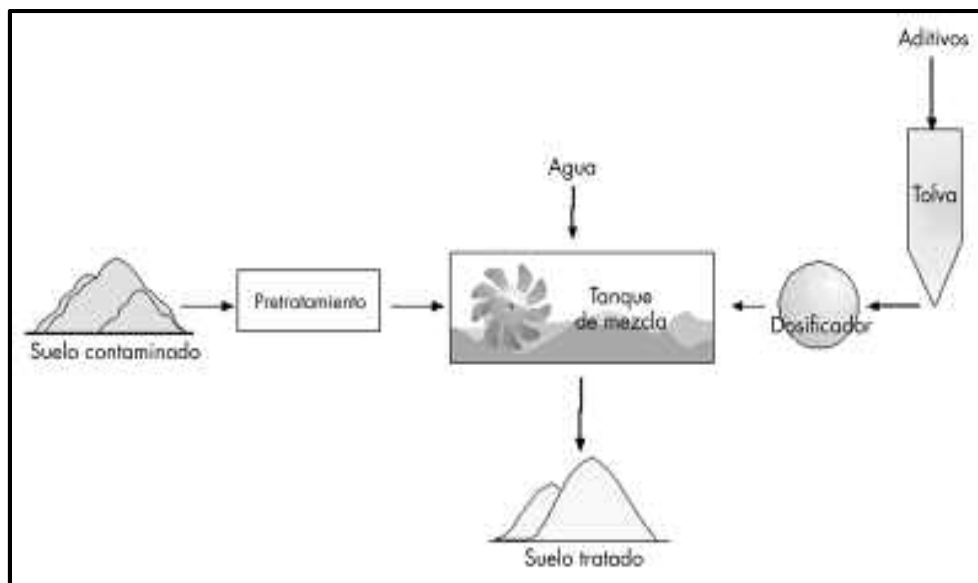 Aditivos
Tolva
Agua
Suelo contaminado
Pretratamiento
Tanque
de mezcla
Dosificador
Suelo tratado